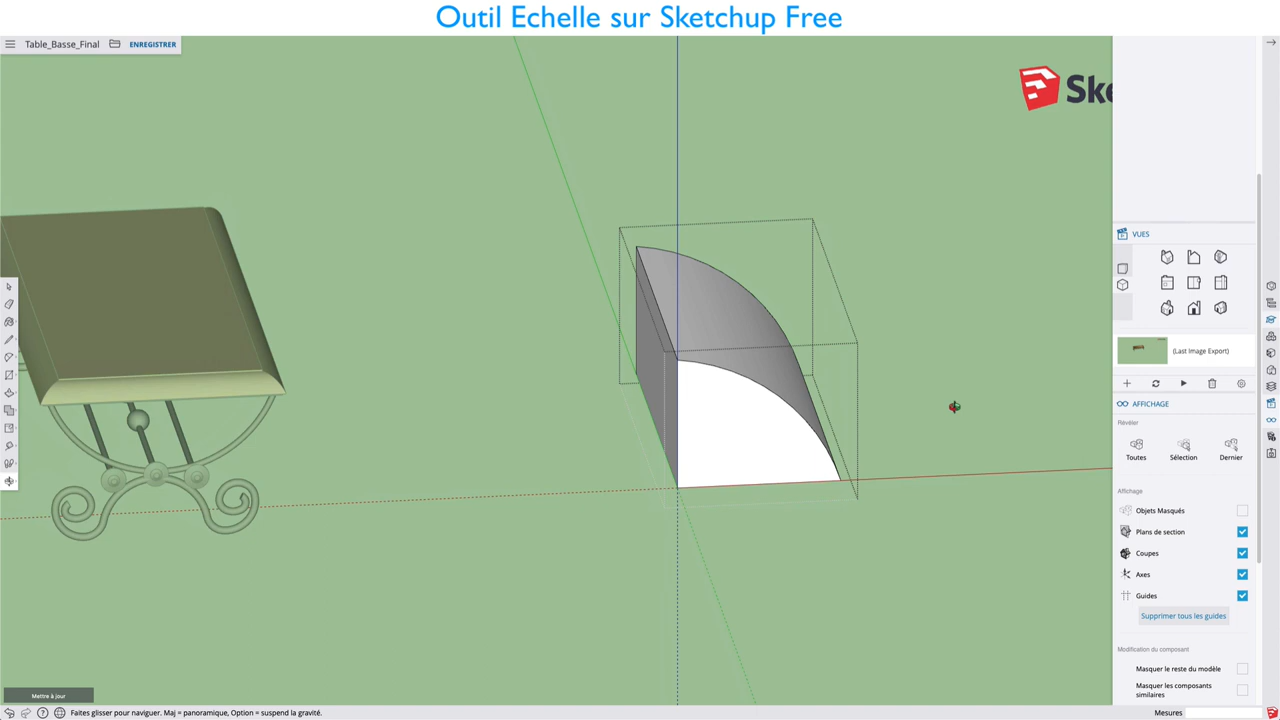 Outil Echelle sur Sketchup Free
Table_Basse_Final
ENREGISTRER
Ske
VUES
(Last Image Export)
AFFICHAGE
Révéler
Toutes
Sélection
Dernier
Affichage
Objets Masqués
Plans de section
Coupes
Axes
Guides
Supprimer tous les guides
Modification du composant
Masquer le reste du modèle
Masquer les composants
similaires
Mettre à jour
Faites glisser pour naviguer. Maj = panoramique, Option = suspend la gravité.
Mesures